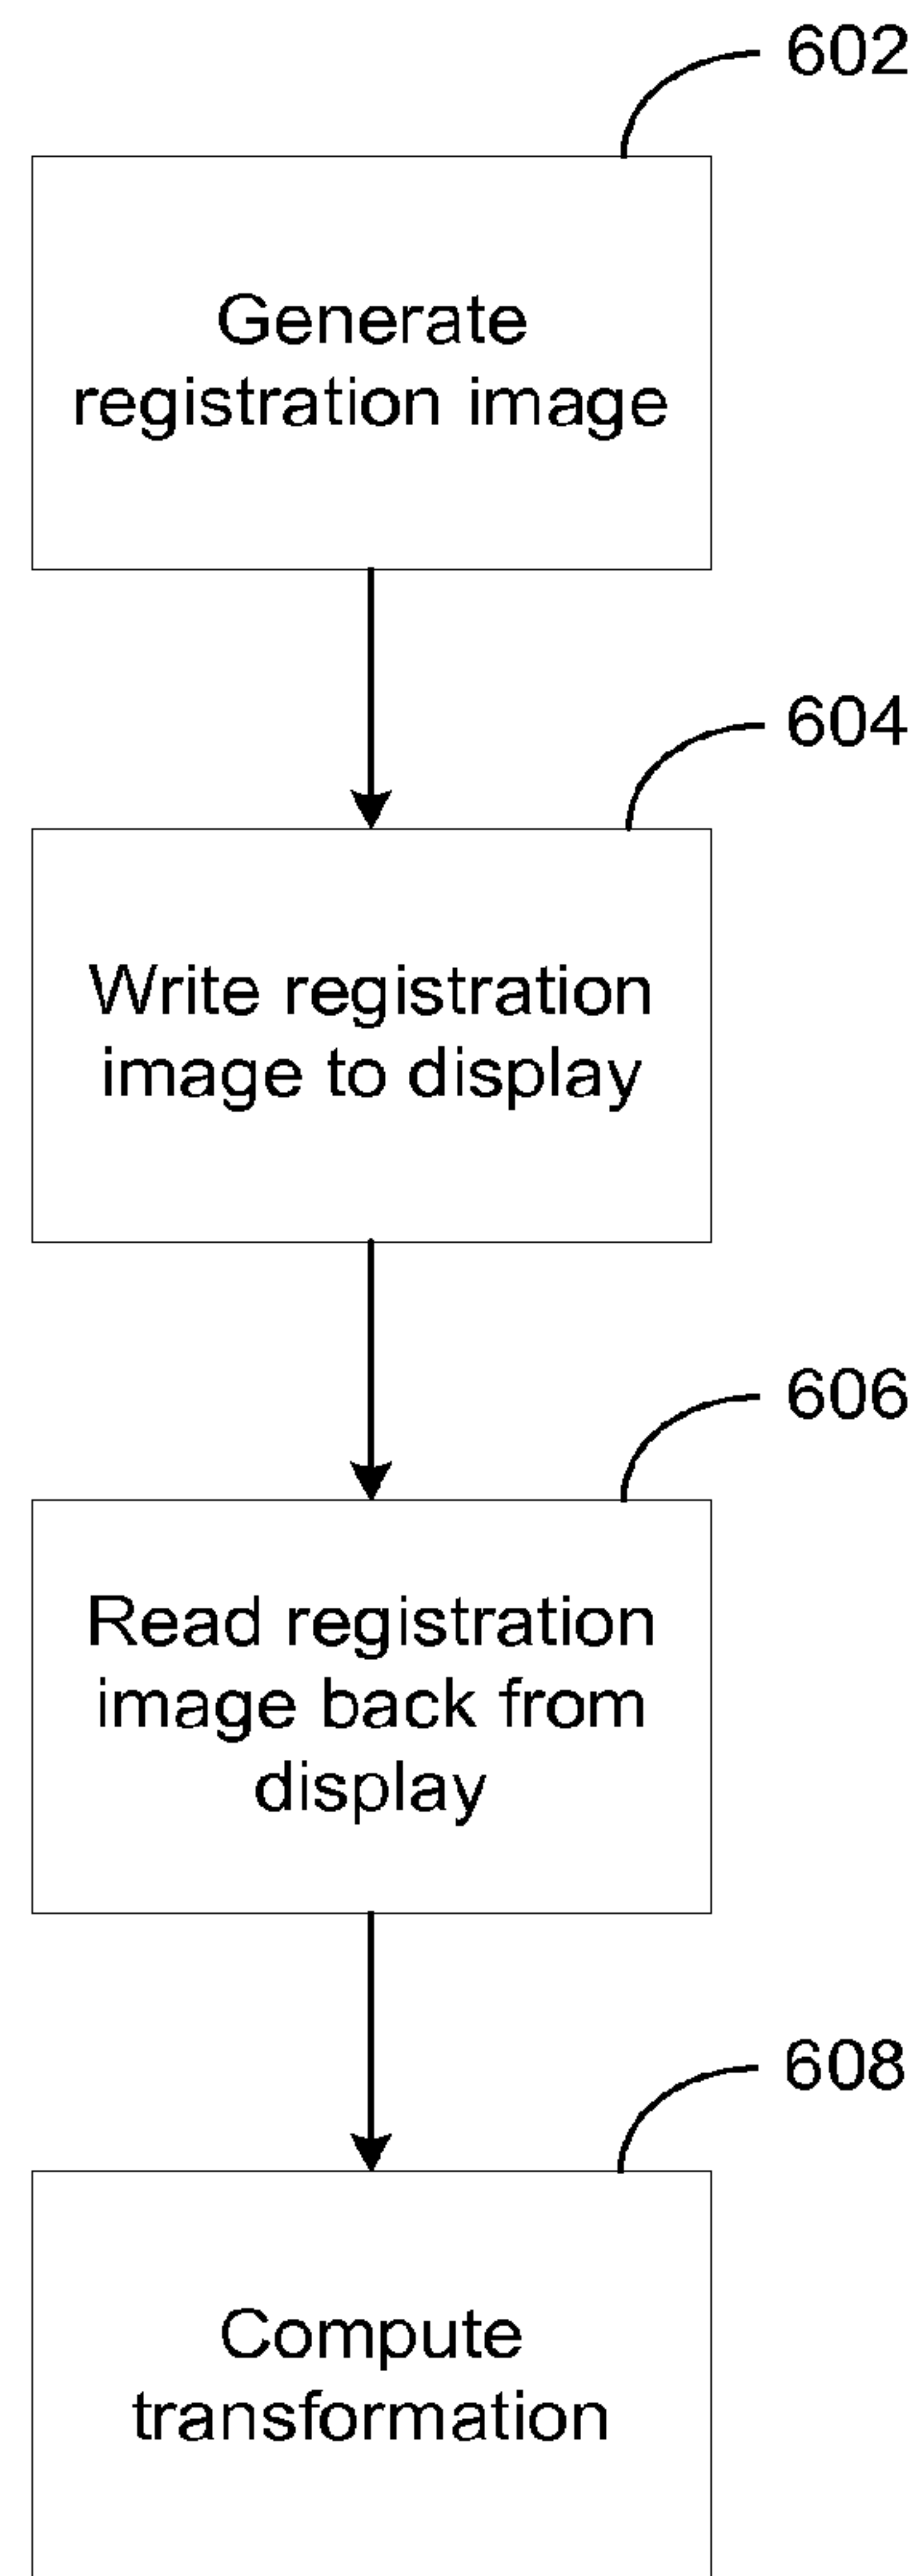 602
Generate
registration image
604
Write registration
image to display
606
Read registration
image back from
display
608
Compute
transformation